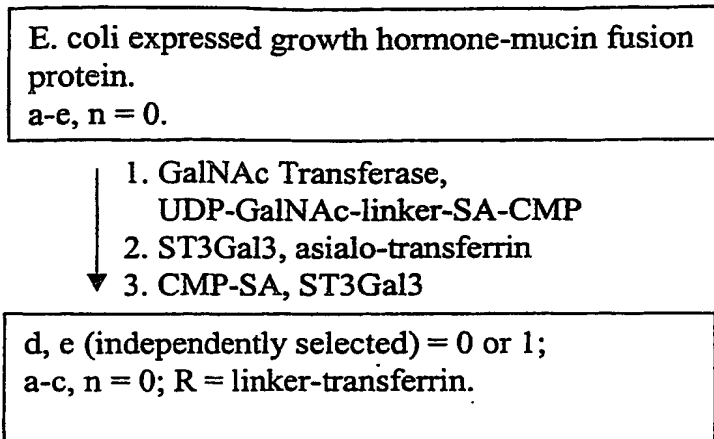 E. coli expressed growth hormone-mucin fusion
protein.
a-e, n = 0.
1. GalNAc Transferase,
UDP-GalNAc-linker-SA-CMP
2. ST3Gal3, asialo-transferrin
3. CMP-SA, ST3Gal3
d, e (independently selected) = 0 or 1;
a-c, n = 0; R = linker-transferrin.